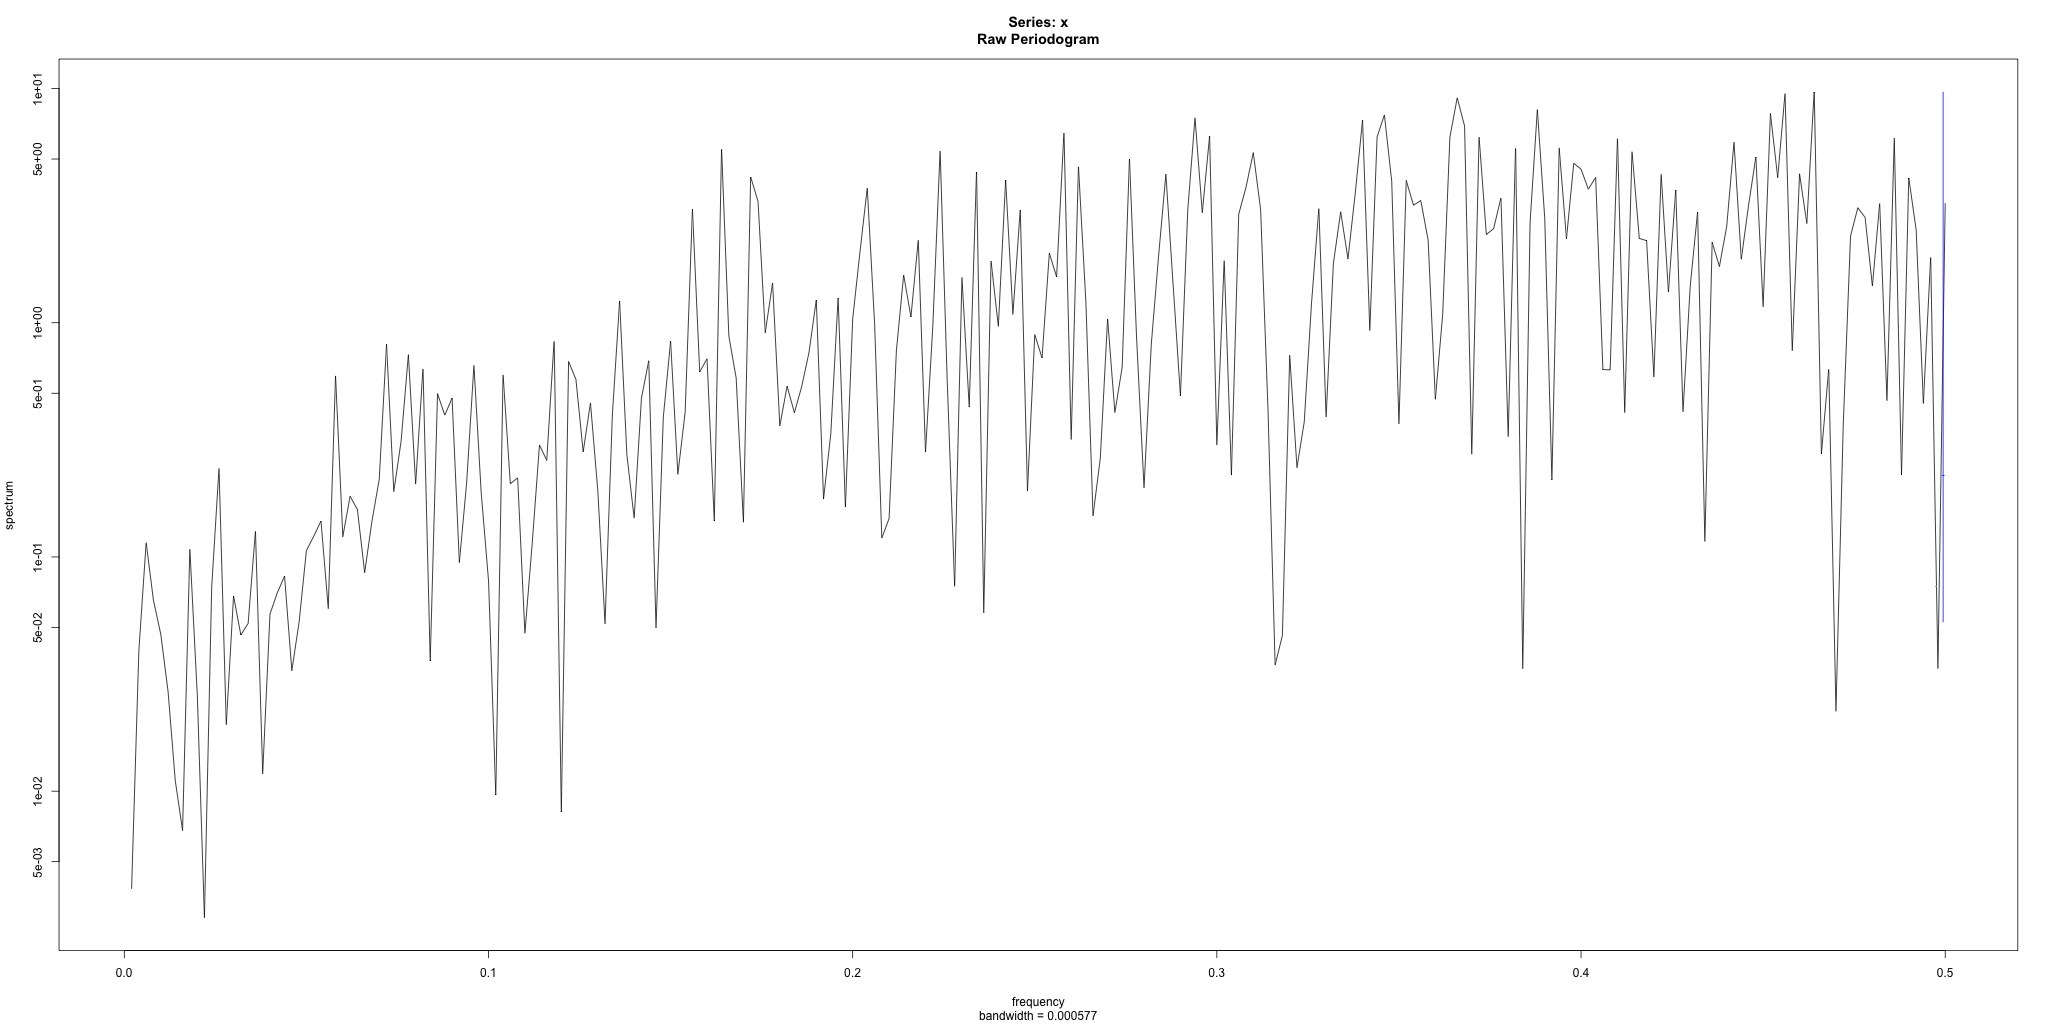 Series: x
Raw Periodogram
1e+01
5e+00
1e+00
5e-01
1e-01
5e-02
1e-02
5e-03
spectrum
0.0 0.1 0.2 0.3 0.4 0.5
frequency
bandwidth = 0.000577